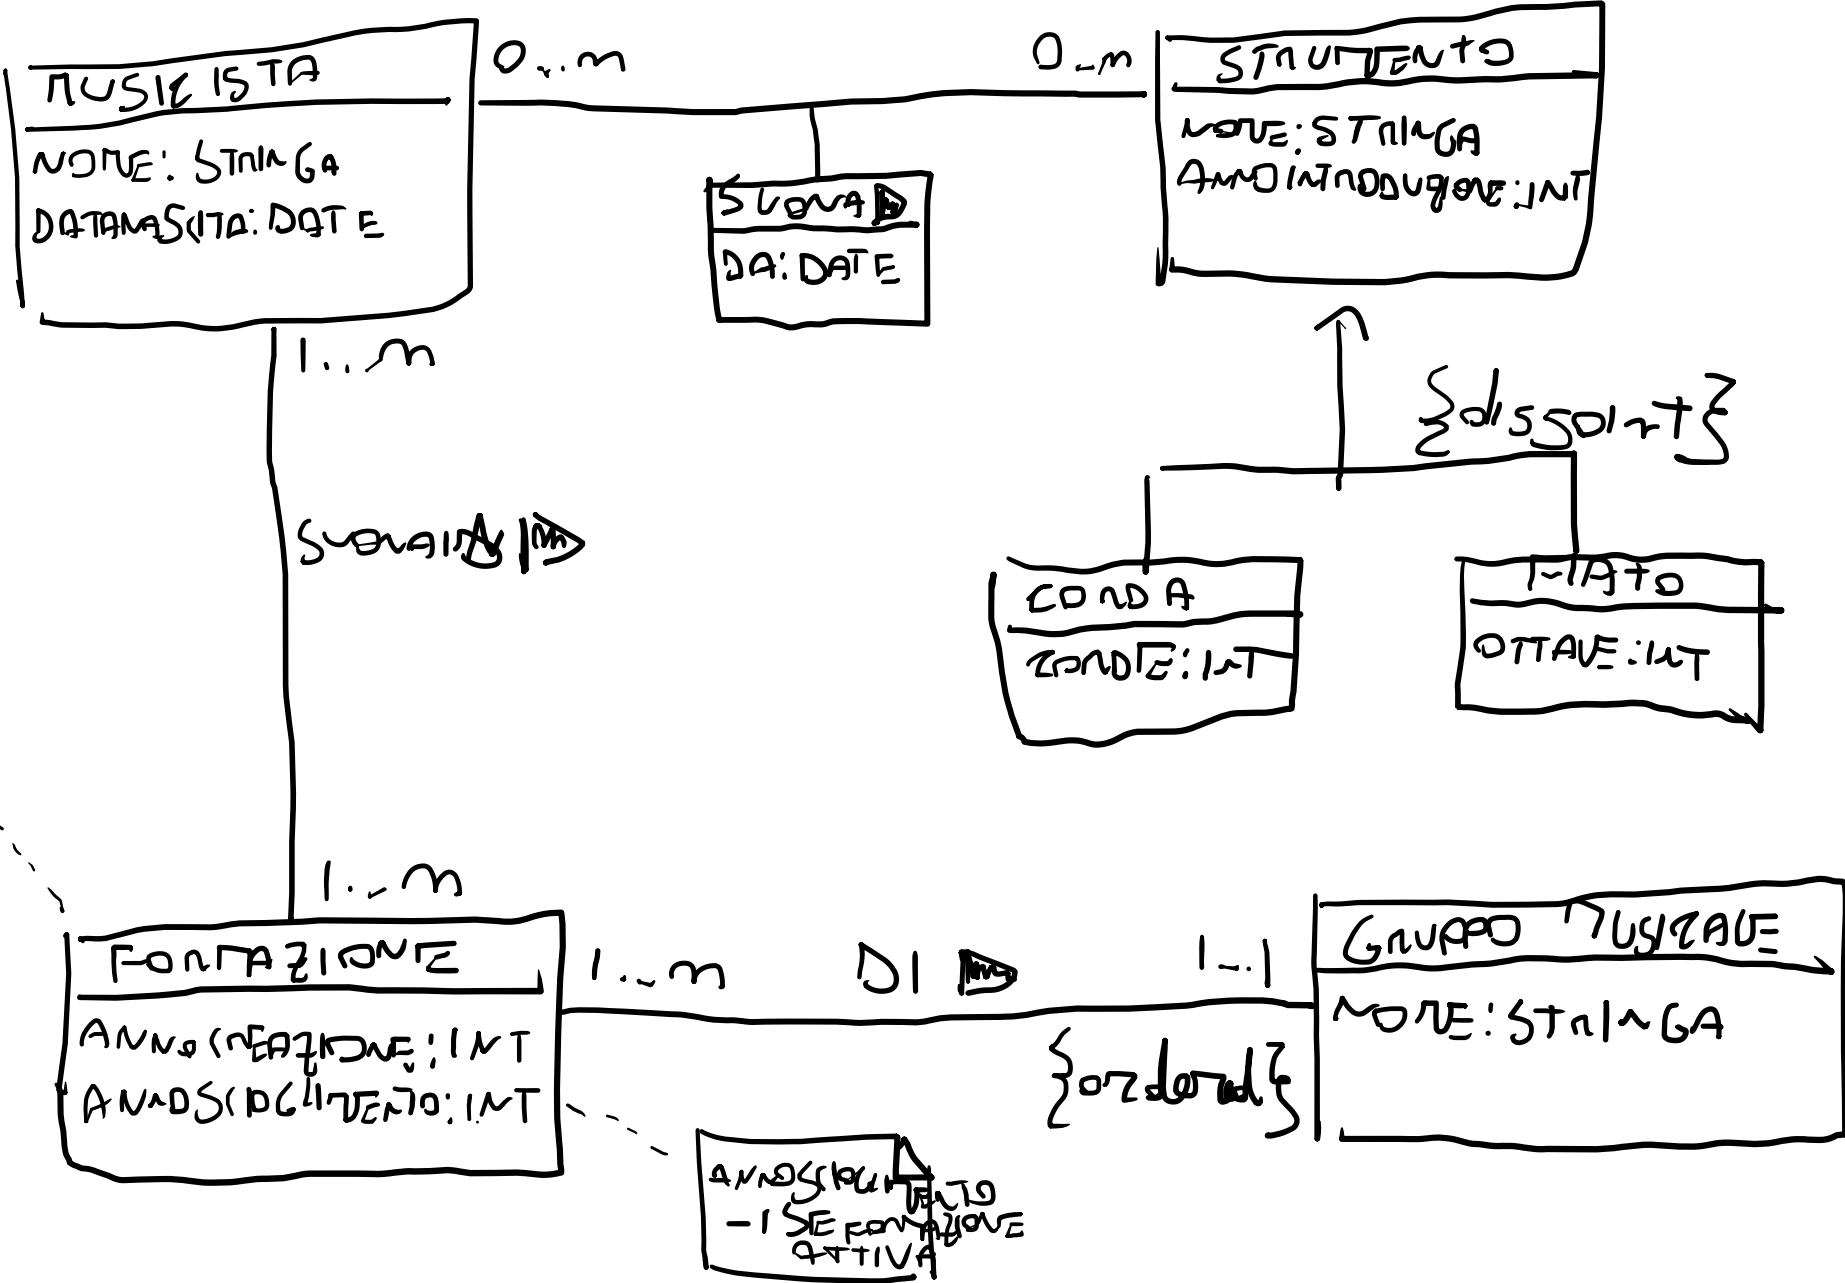 MUSICISTA
NOME: STRINGA
DATANASCITA: DATE
0...m
0...m
STRUMENTO
NOME: STRINGA
ANNOINTRODUZIONE: INT
SUONA
DA: DATE
1...m
{dissoint}
SUONAIN
CORDA
CORDE: INT
FIATO
OTTAVE: INT
1...m
FORMAZIONE
ANNOCREAZIONE: INT
ANNOSCIOGLIMENTO: INT
1...m
DI
1...1
{ordered}
GRUPPO MUSICALE
NOME: STRINGA
ANNOSCIOGLIMENTO
-1 SE FORMAZIONE
ATTIVA